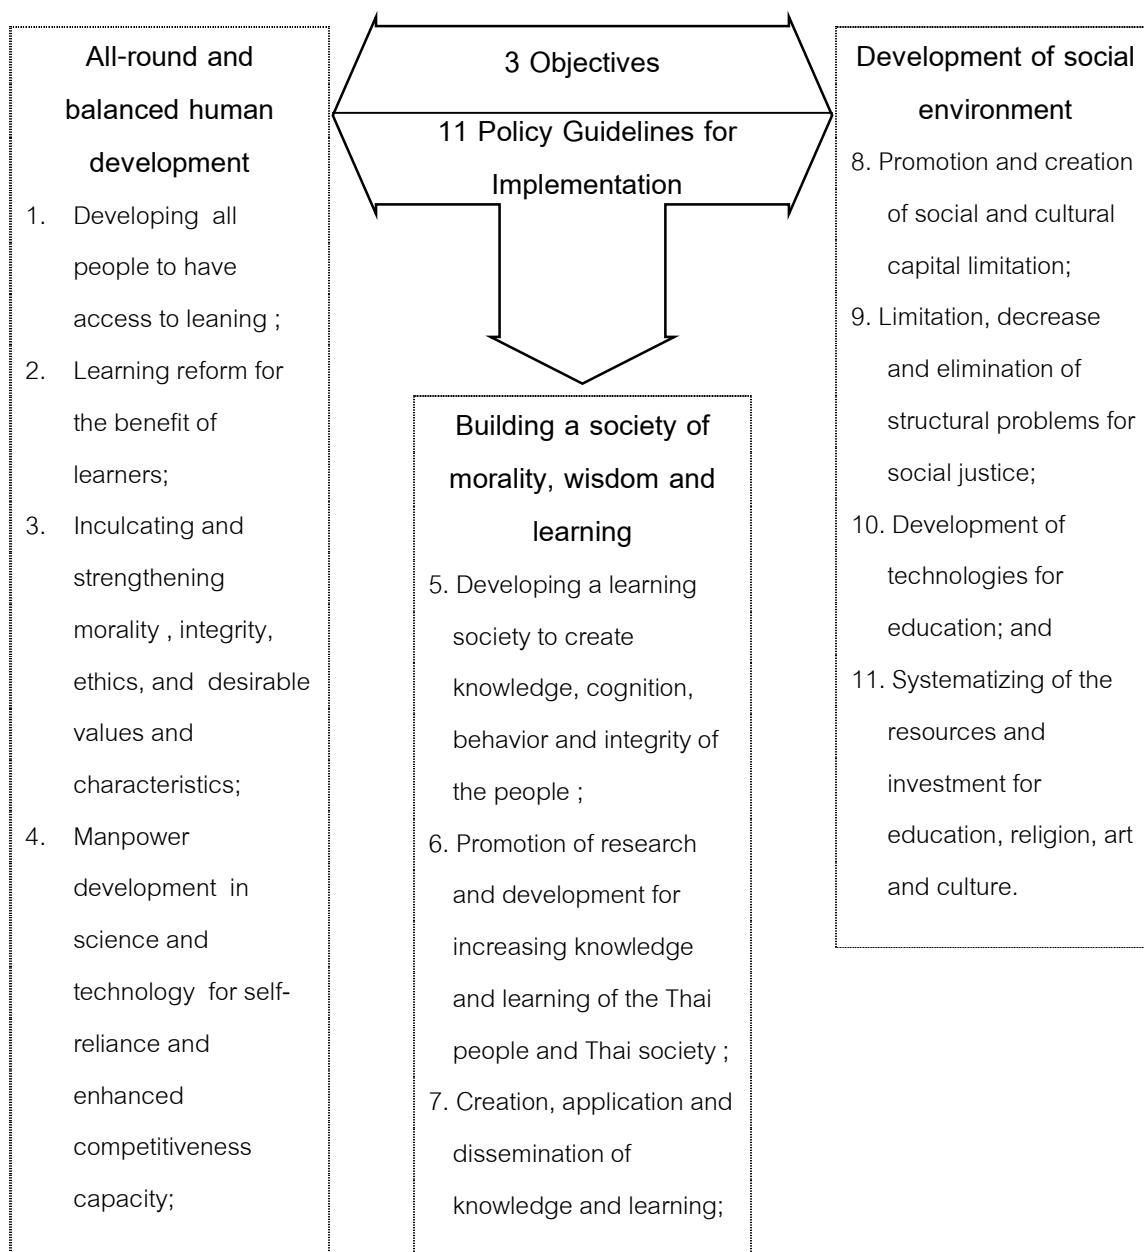 All-round and
balanced human
development
1. Developing all
people to have
access to leaning ;
2. Learning reform for
the benefit of
learners;
3. Inculcating and
strengthening
morality , integrity,
ethics, and desirable
values and
characteristics;
4. Manpower
development in
science and
technology for self-
reliance and
enhanced
competitiveness
capacity;
3 Objectives
11 Policy Guidelines for
Implementation
Building a society of
morality, wisdom and
learning
5. Developing a learning
society to create
knowledge, cognition,
behavior and integrity of
the people ;
6. Promotion of research
and development for
increasing knowledge
and learning of the Thai
people and Thai society ;
7. Creation, application and
dissemination of
knowledge and learning;
Development of social
environment
8. Promotion and creation
of social and cultural
capital limitation;
9. Limitation, decrease
and elimination of
structural problems for
social justice;
10. Development of
technologies for
education; and
11. Systematizing of the
resources and
investment for
education, religion, art
and culture.